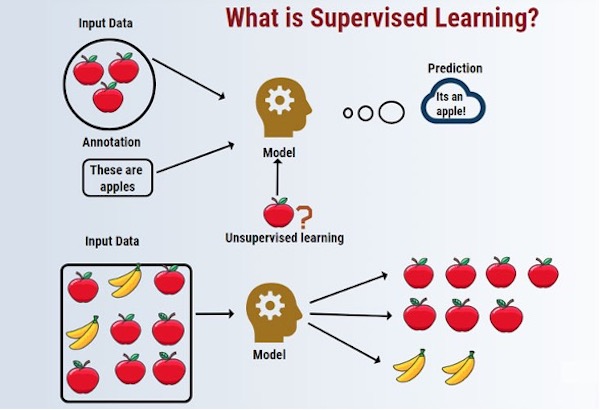 What is Supervised Learning?
Input Data
Annotation
These are
apples
Model
Prediction
Its an
apple!
?
Unsupervised learning
Input Data
Model